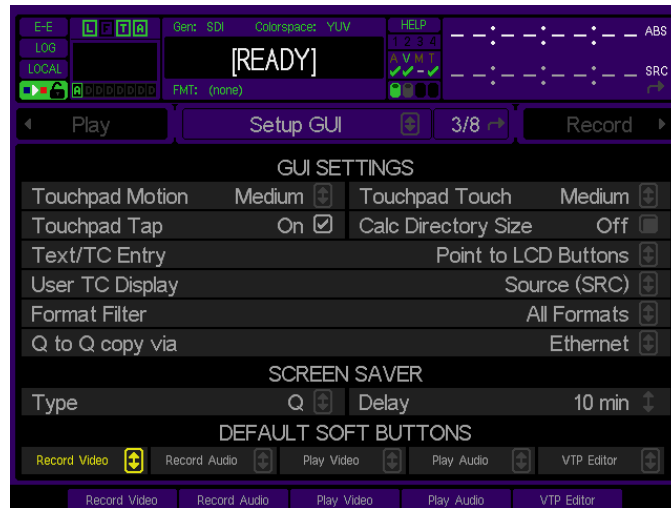 E-E L F T A Gen: SDI Colorspace: YUV HELP --:--:--:-- ABS
LOG 1 2 3 4
LOCAL [READY] A V M T --:--:--:-- SRC
A D D D D D D D FMT: (none)
Play Setup GUI 3/8 Record
GUI SETTINGS
Touchpad Motion Medium Touchpad Touch Medium
Touchpad Tap On Calc Directory Size Off
Text/TC Entry Point to LCD Buttons
User TC Display Source (SRC)
Format Filter All Formats
Q to Q copy via Ethernet
SCREEN SAVER
Type Q Delay 10 min
DEFAULT SOFT BUTTONS
Record Video Record Audio Play Video Play Audio VTP Editor
Record Video Record Audio Play Video Play Audio VTP Editor